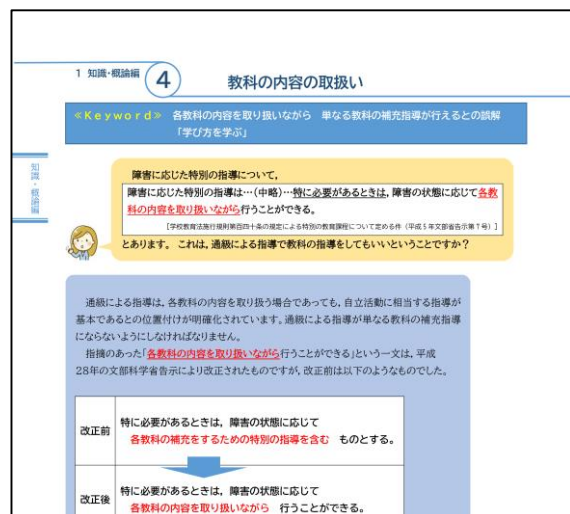 1 知識・概論編
4
教科の内容の取扱い
≪Keyword≫ 各教科の内容を取り扱いながら 単なる教科の補充指導が行えるとの誤解
「学び方を学ぶ」
知識・概論編
障害に応じた特別の指導について,
障害に応じた特別の指導は…(中略)…特に必要があるときは, 障害の状態に応じて各教
科の内容を取り扱いながら行うことができる。
[学校教育法施行規則第百四十条の規定による特別の教育課程について定める件(平成5年文部省告示第7号)]
とあります。 これは, 通級による指導で教科の指導をしてもいいということですか?
通級による指導は, 各教科の内容を取り扱う場合であっても, 自立活動に相当する指導が
基本であるとの位置付けが明確化されています。通級による指導が単なる教科の補充指導
にならないようにしなければなりません。
指摘のあった「各教科の内容を取り扱いながら行うことができる」という一文は, 平成
28年の文部科学省告示により改正されたものですが, 改正前は以下のようなものでした。
改正前
特に必要があるときは, 障害の状態に応じて
各教科の補充をするための特別の指導を含む ものとする。
改正後
特に必要があるときは, 障害の状態に応じて
各教科の内容を取り扱いながら 行うことができる。